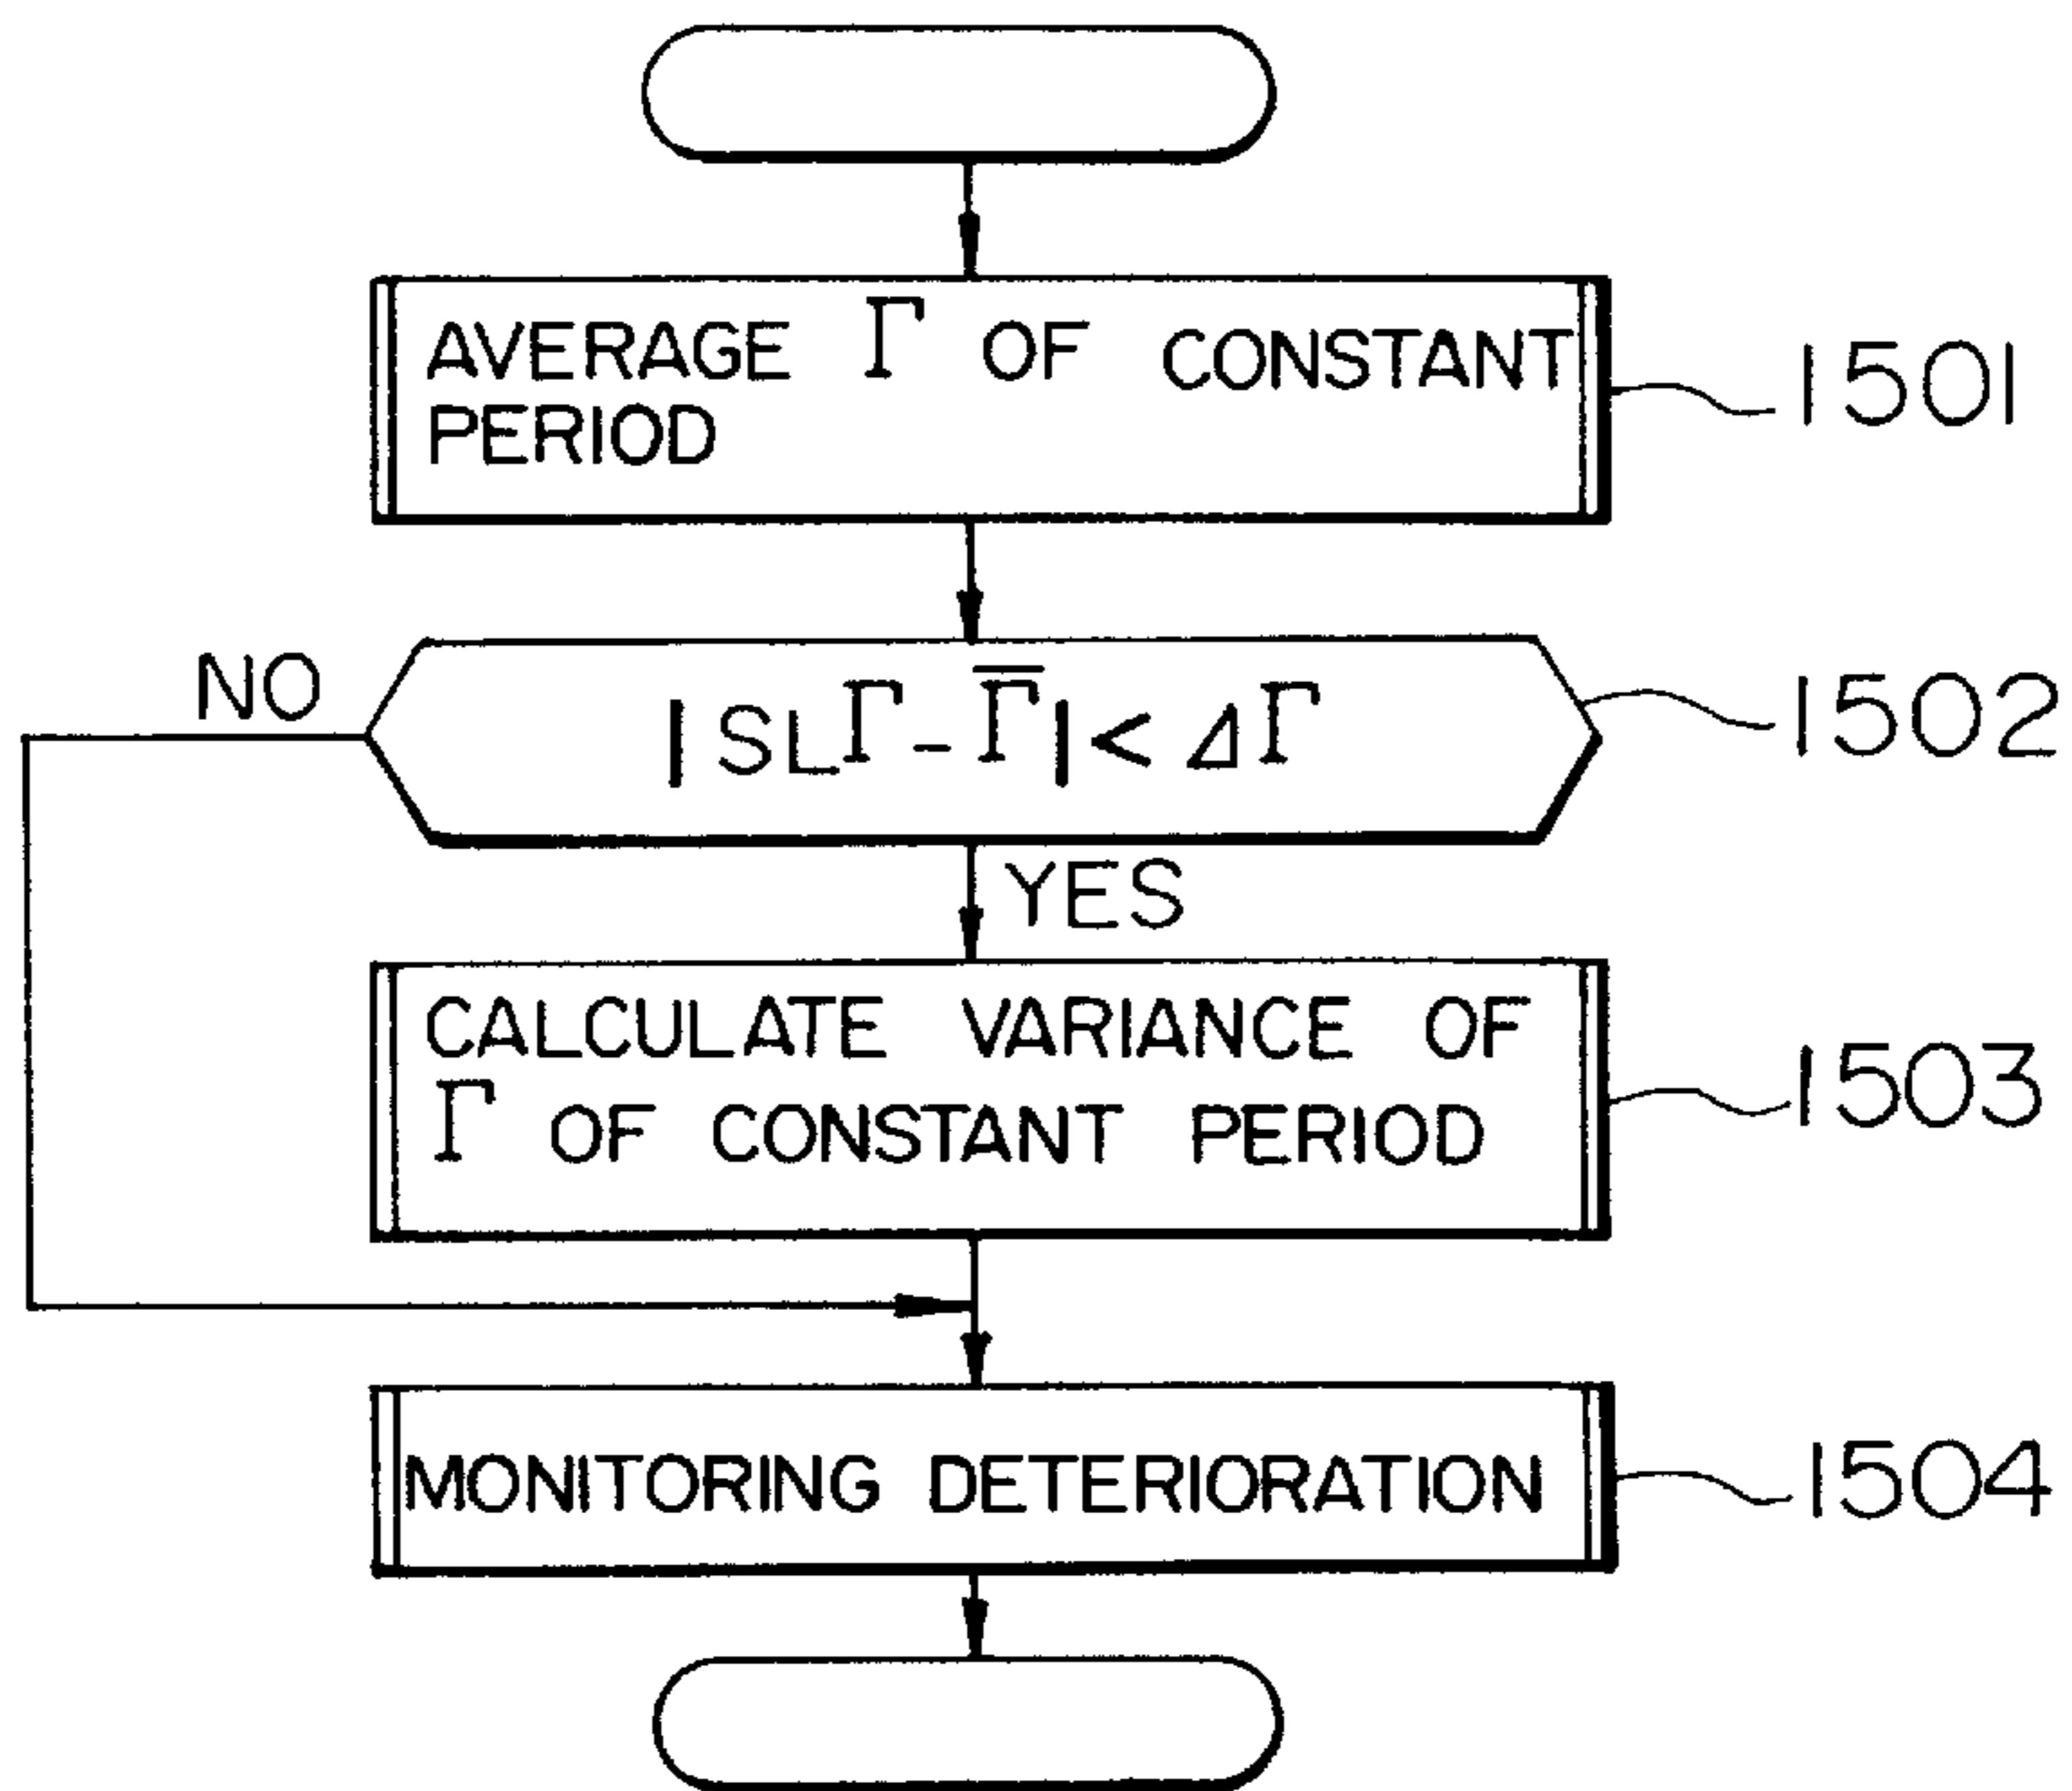 AVERAGE Γ OF CONSTANT
PERIOD
1501
NO
|SLΓ-Γ̅|< ΔΓ
1502
YES
CALCULATE VARIANCE OF
Γ OF CONSTANT PERIOD
1503
MONITORING DETERIORATION
1504